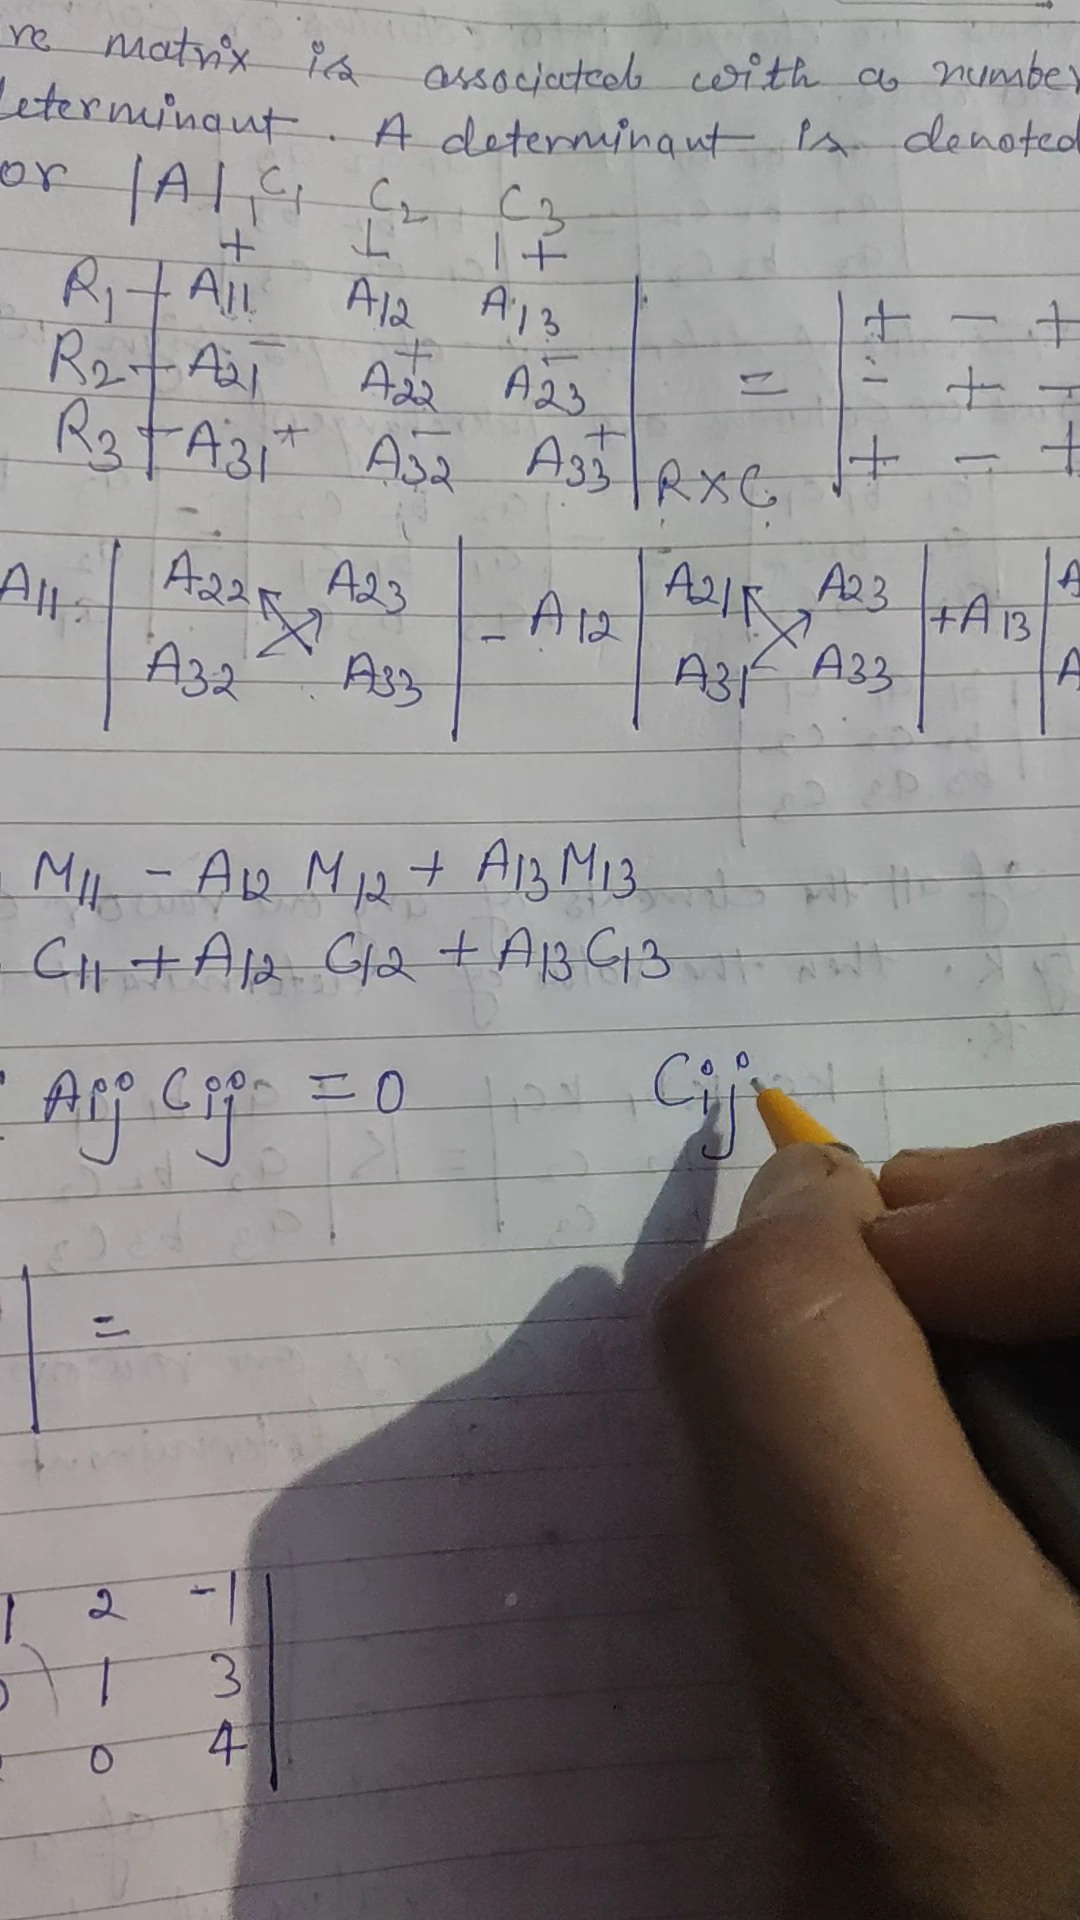 re matrix is associated with a number
determinant. A determinant is denoted
or |A| C1 C2 C3
+ - +
R1 A11 A12 A13 | = | + - +
R2 A21 - A22 + A23 - | = | - + -
R3 A31 + A32 - A33 + | R×C | + - +
A11 | A22 A23 | - A12 | A21 A23 | + A13 | A
A32 A33 | A31 A33 | A
M11 - A12 M12 + A13 M13
C11 + A12 C12 + A13 C13
Aij Cij = 0 Cij
| =
1 2 -1
1 3
0 4